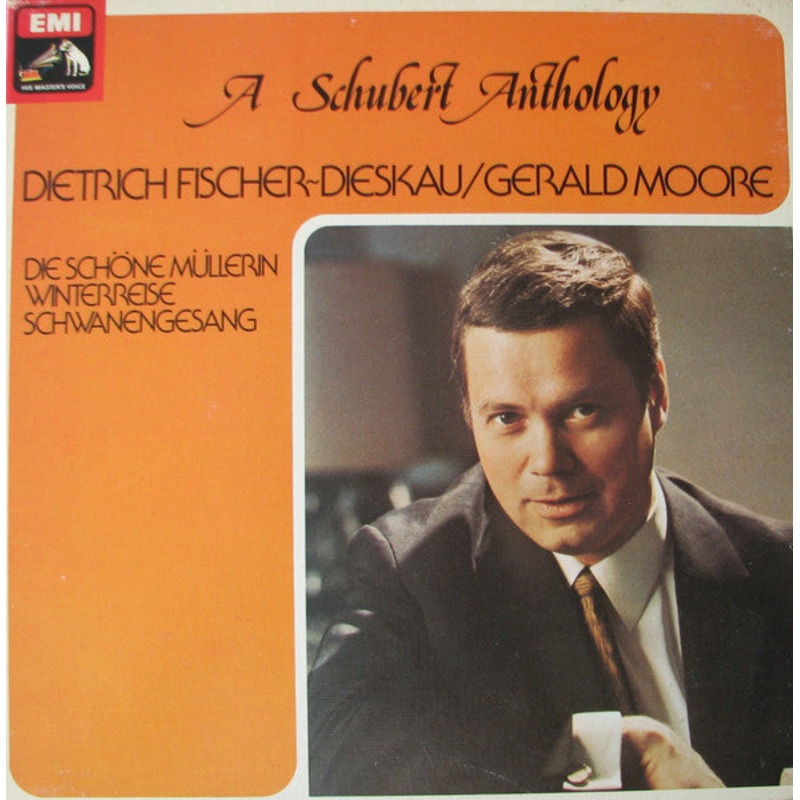 EMI
HIS MASTER'S VOICE
A Schubert Anthology
DIETRICH FISCHER~DIESKAU/GERALD MOORE
DIE SCHÖNE MÜLLERIN
WINTERREISE
SCHWANENGESANG